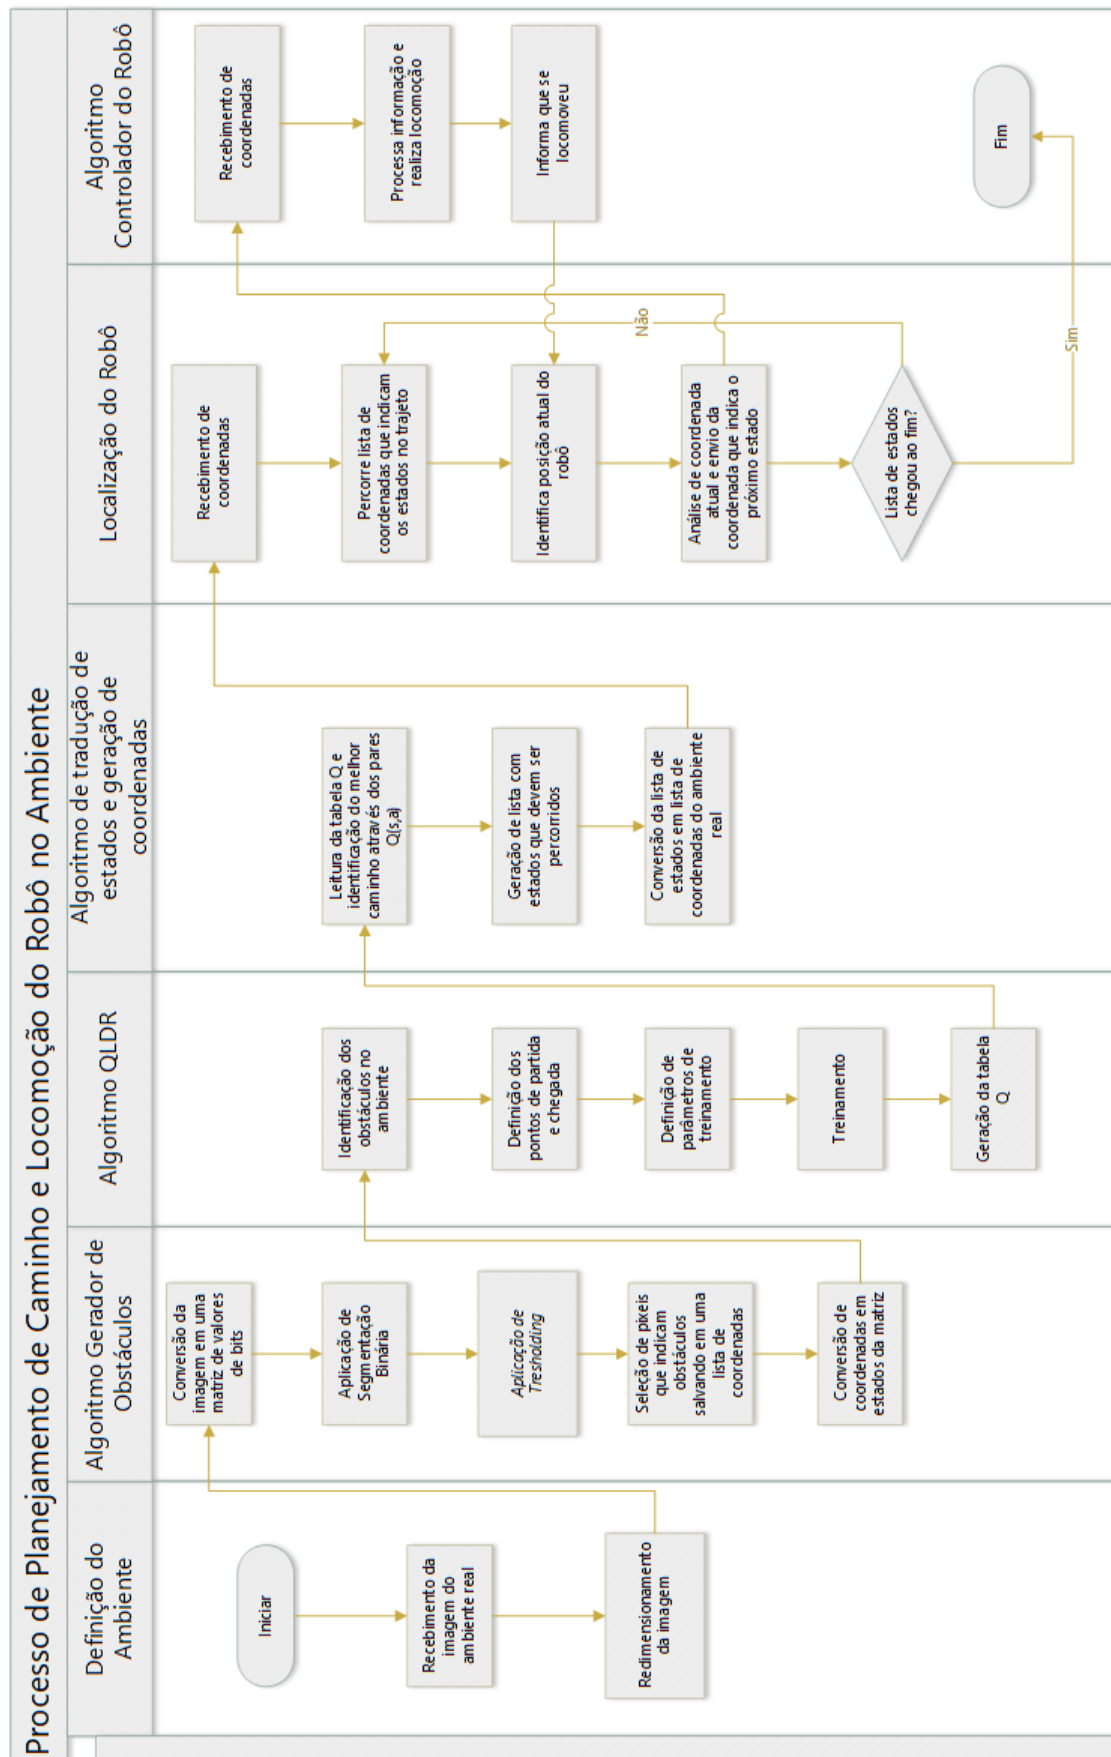 Processo de Planejamento de Caminho e Locomoção do Robô no Ambiente
Definição do
Ambiente
Iniciar
Recebimento da
imagem do
ambiente real
Redimensionamento
da imagem
Algoritmo Gerador de
Obstáculos
Conversão da
imagem em uma
matriz de valores
de bits
Aplicação de
Segmentação
Binária
Aplicação de
Tresholding
Seleção de pixeis
que indicam
obstáculos
salvando em uma
lista de
coordenadas
Conversão de
coordenadas em
estados da matriz
Algoritmo QLDR
Identificação dos
obstáculos no
ambiente
Definição dos
pontos de partida
e chegada
Definição de
parâmetros de
treinamento
Treinamento
Geração da tabela
Q
Algoritmo de tradução de
estados e geração de
coordenadas
Leitura da tabela Q e
identificação do melhor
caminho através dos pares
Q(s,a)
Geração de lista com
estados que devem ser
percorridos
Conversão da lista de
estados em lista de
coordenadas do ambiente
real
Localização do Robô
Recebimento de
coordenadas
Percorre lista de
coordenadas que indicam
os estados no trajeto
Identifica posição atual do
robô
Análise de coordenada
atual e envio da
coordenada que indica o
próximo estado
Lista de estados
chegou ao fim?
Não
Sim
Algoritmo
Controlador do Robô
Recebimento de
coordenadas
Processa informação e
realiza locomoção
Informa que se
locomoveu
Fim